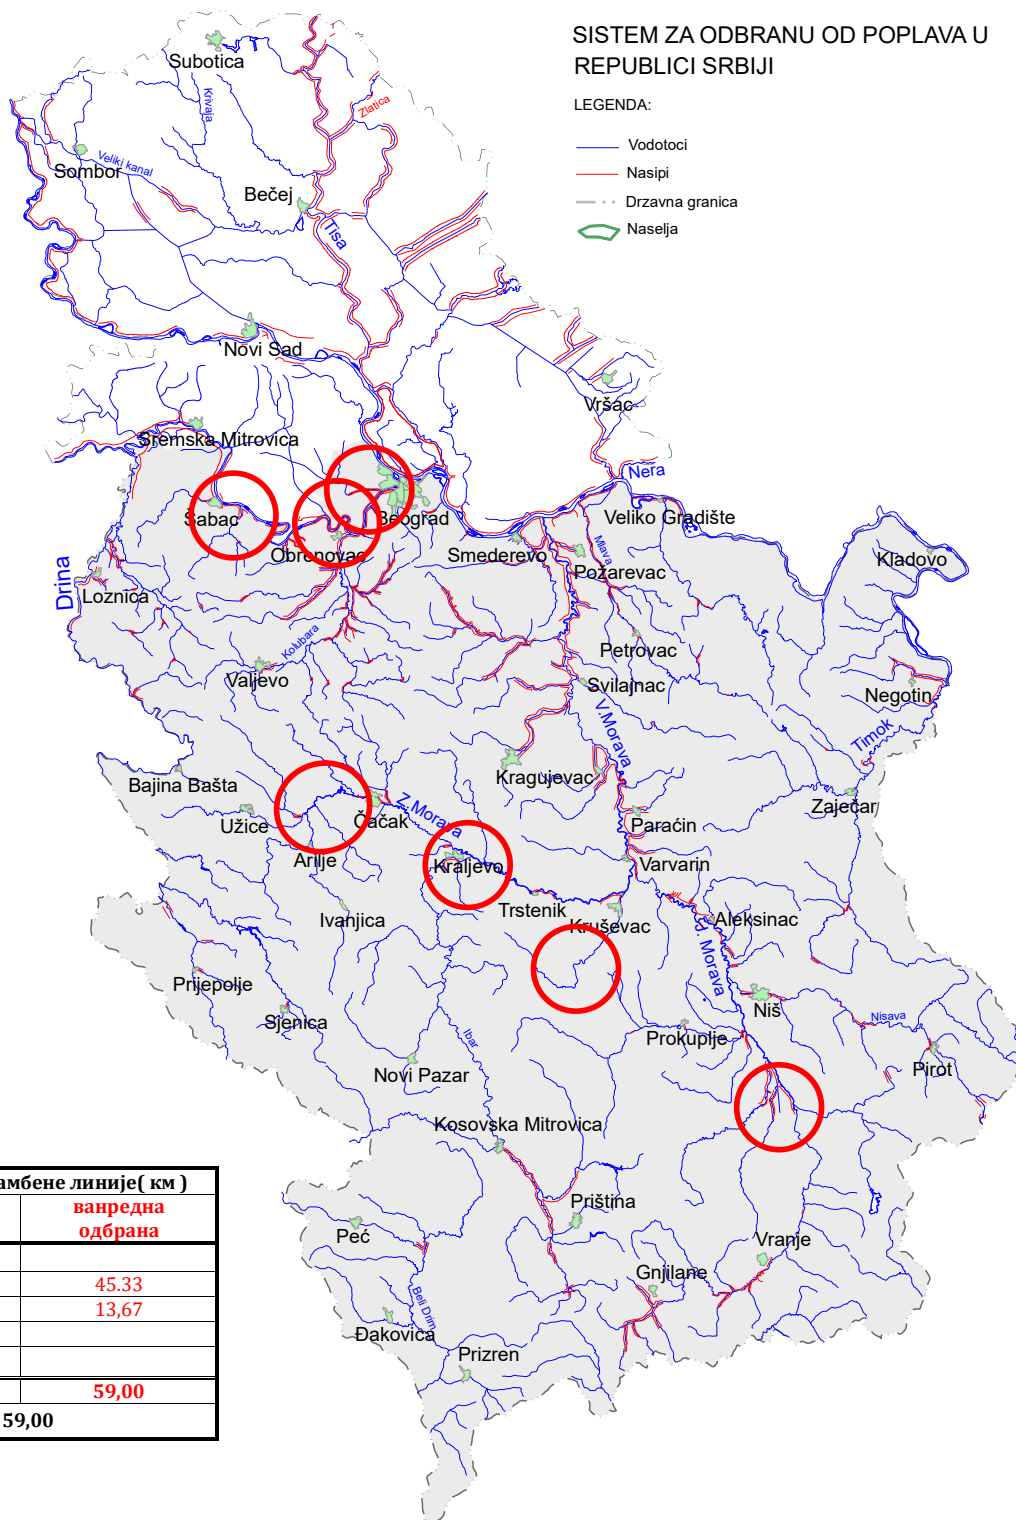 SISTEM ZA ODBRANU OD POPLAVA U
REPUBLICI SRBIJI
LEGENDA:
Vodotoci
Nasipi
Drzavna granica
Naselja
Subotica
Krivaja
Zlatica
Sombor
Veliki kanal
Bečej
Tisa
Novi Sad
Vršac
Sremska Mitrovica
Nera
Šabac
Beograd
Veliko Gradište
Obrenovac
Smederevo
Mlava
Požarevac
Kladovo
Drina
Loznica
Kolubara
Petrovac
Valjevo
Svilajnac
Negotin
V.Morava
Timok
Bajina Bašta
Kragujevac
Užice
Čačak
Z.Morava
Zaječar
Paraćin
Arilje
Kraljevo
Varvarin
Ivanjica
Trstenik
Kruševac
Aleksinac
J. Morava
Prijepolje
Sjenica
Niš
Nisava
Ibar
Prokuplje
Novi Pazar
Pirot
Kosovska Mitrovica
Priština
Peć
Vranje
Gnjilane
Beli Drim
Đakovica
Prizren
амбене линије( км )
ванредна
одбрана
45.33
13,67
59,00
59,00